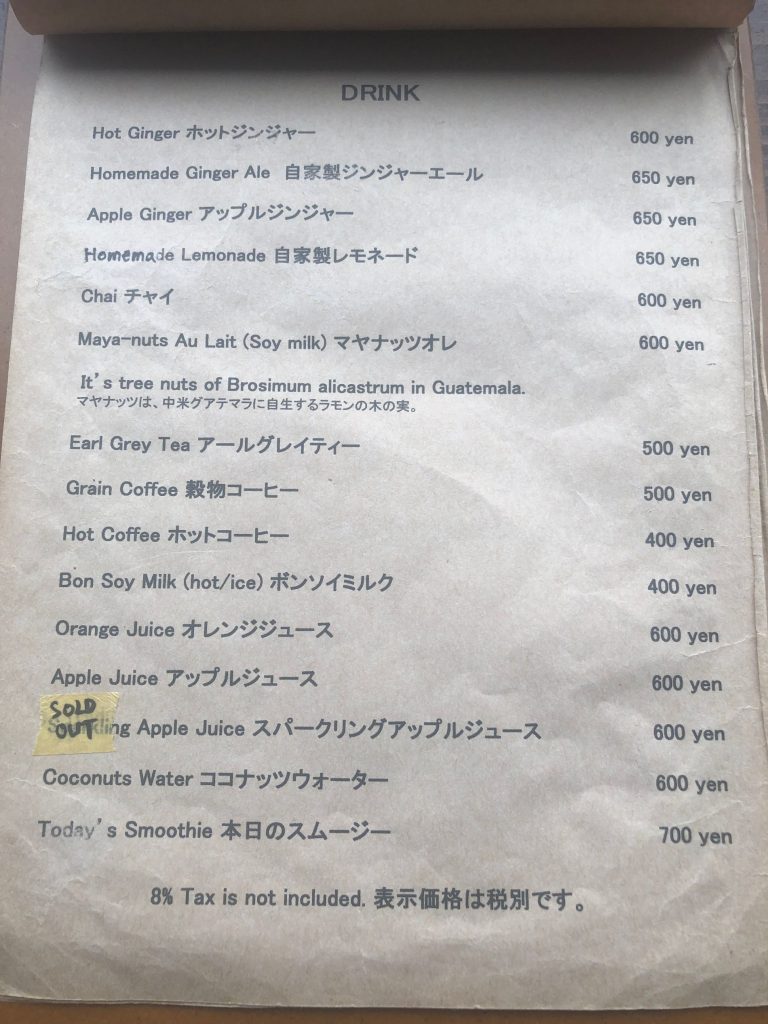 DRINK
Hot Ginger ホットジンジャー 600 yen
Homemade Ginger Ale 自家製ジンジャーエール 650 yen
Apple Ginger アップルジンジャー 650 yen
Homemade Lemonade 自家製レモネード 650 yen
Chai チャイ 600 yen
Maya-nuts Au Lait (Soy milk) マヤナッツオレ 600 yen
It's tree nuts of Brosimum alicastrum in Guatemala.
マヤナッツは、中米グアテマラに自生するラモンの木の実。
Earl Grey Tea アールグレイティー 500 yen
Grain Coffee 穀物コーヒー 500 yen
Hot Coffee ホットコーヒー 400 yen
Bon Soy Milk (hot/ice) ボンソイミルク 400 yen
Orange Juice オレンジジュース 600 yen
Apple Juice アップルジュース 600 yen
SOLD
OUT
Sparkling Apple Juice スパークリングアップルジュース 600 yen
Coconuts Water ココナッツウォーター 600 yen
Today's Smoothie 本日のスムージー 700 yen
8% Tax is not included. 表示価格は税別です。